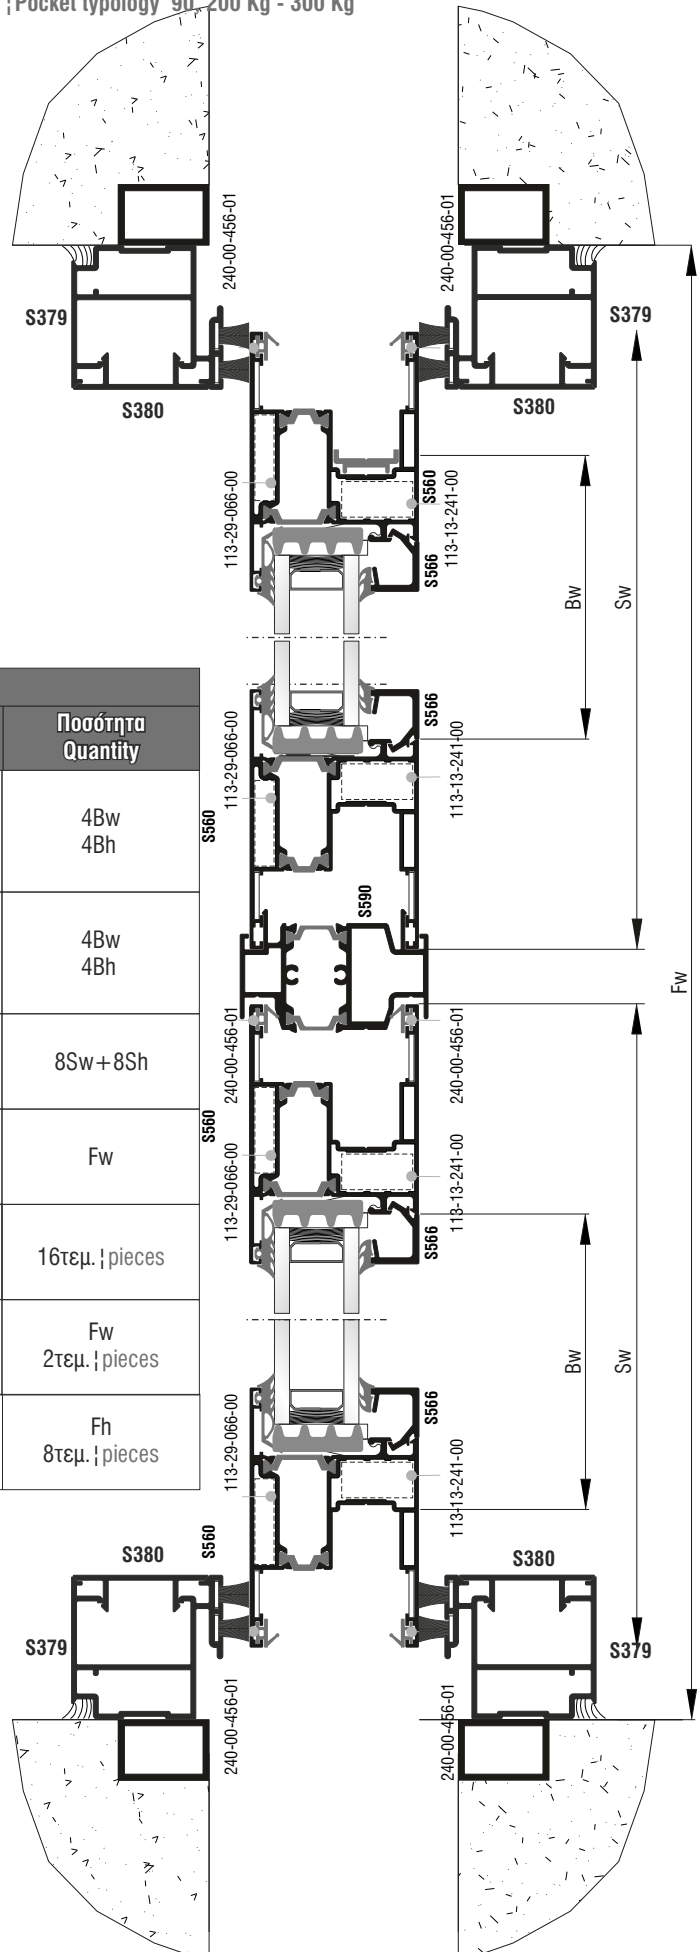 ¦Pocket typology 9d, 200 Kg - 300 Kg
240-00-456-01
240-00-456-01
S379
S379
S380
S380
113-29-066-00
S560
113-13-241-00
S566
Bw
Sw
Ποσότητα
Quantity
S566
113-29-066-00
113-13-241-00
4Bw
4Bh
S560
S590
4Bw
4Bh
Fw
240-00-456-01
240-00-456-01
8Sw+8Sh
S560
Fw
113-29-066-00
113-13-241-00
S566
16τεμ.¦pieces
Fw
2τεμ.¦pieces
Bw
Sw
113-29-066-00
S566
Fh
8τεμ.¦pieces
113-13-241-00
S560
S380
S380
S379
S379
240-00-456-01
240-00-456-01